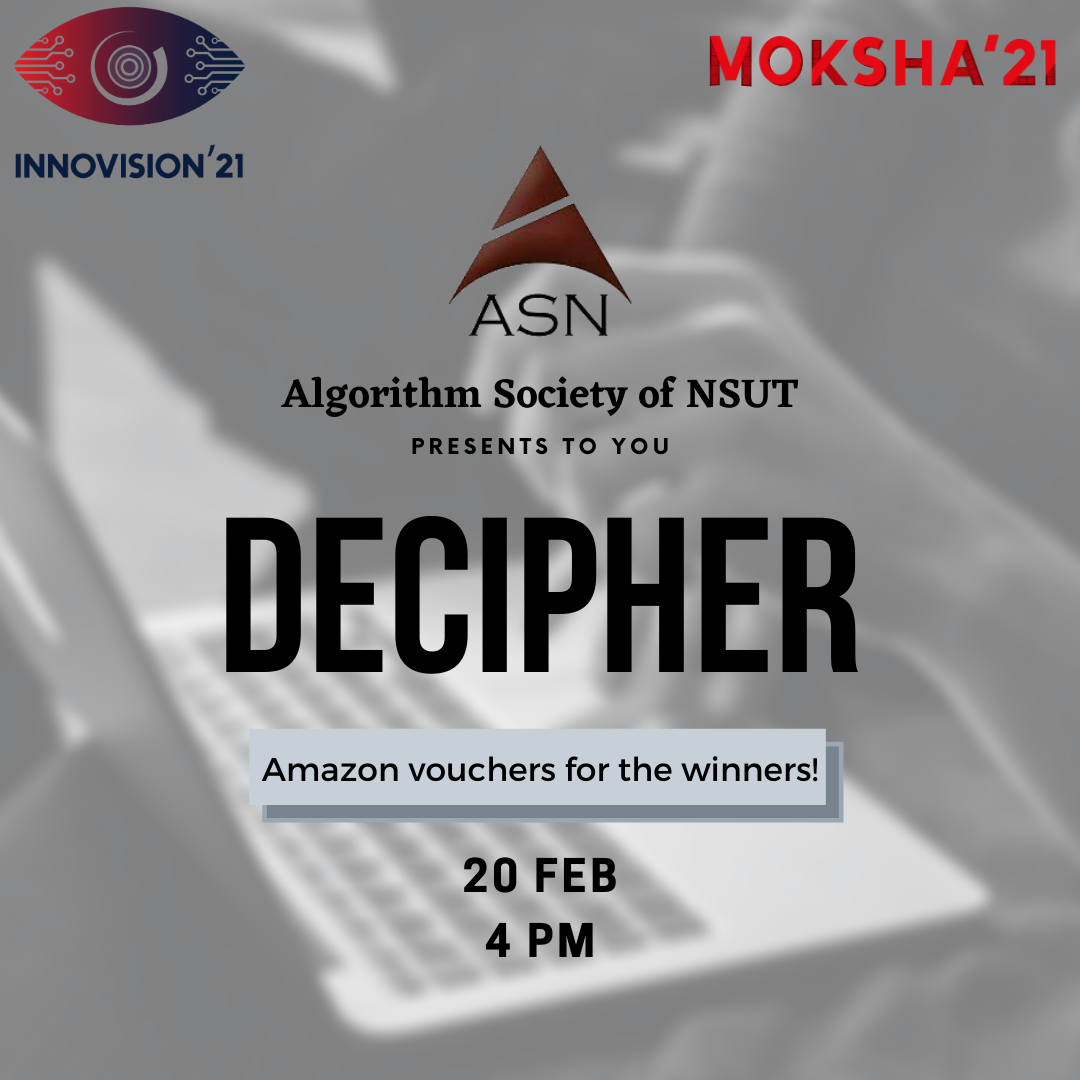 INNOVISION'21
MOKSHA'21
ASN
Algorithm Society of NSUT
PRESENTS TO YOU
DECIPHER
Amazon vouchers for the winners!
20 FEB
4 PM